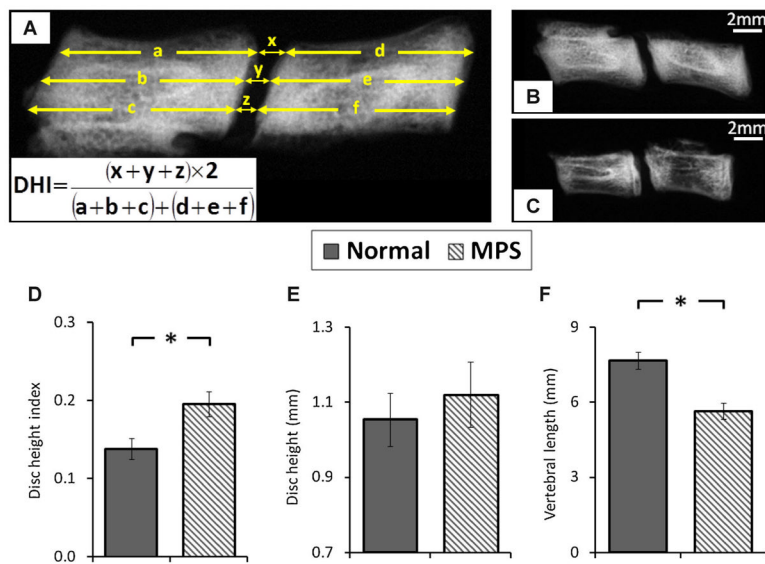 A
a x d
b y e
c z f
DHI= (x+y+z)×2
(a+b+c)+(d+e+f)
2mm
B
2mm
C
Normal MPS
D
*
0.3
0.2
0.1
0.0
Disc height index
E
1.3
1.1
0.9
0.7
Disc height (mm)
F
*
9
6
3
0
Vertebral length (mm)